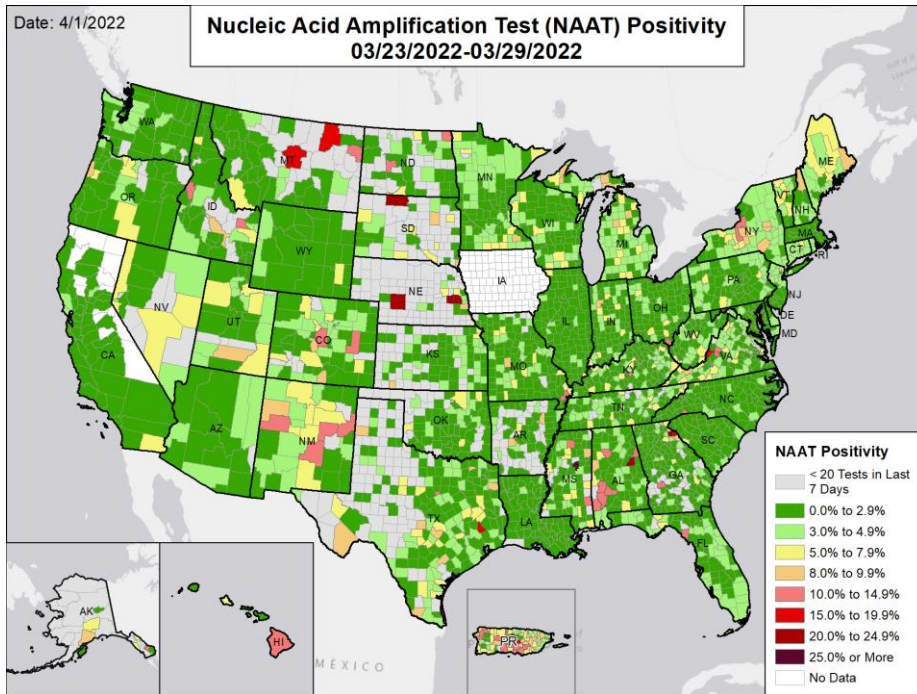 Date: 4/1/2022
Nucleic Acid Amplification Test (NAAT) Positivity
03/23/2022-03/29/2022
WA
MT
ND
MN
ME
OR
ID
SD
WI
VT
NH
NY
MI
MA
WY
CT
RI
IA
NE
PA
NV
NJ
UT
IL
IN
OH
DE
CO
MD
WV
CA
KS
MO
VA
KY
NC
AZ
OK
TN
NM
AR
SC
MS
AL
GA
TX
LA
FL
AK
HI
PR
MÉXICO
NAAT Positivity
< 20 Tests in Last
7 Days
0.0% to 2.9%
3.0% to 4.9%
5.0% to 7.9%
8.0% to 9.9%
10.0% to 14.9%
15.0% to 19.9%
20.0% to 24.9%
25.0% or More
No Data